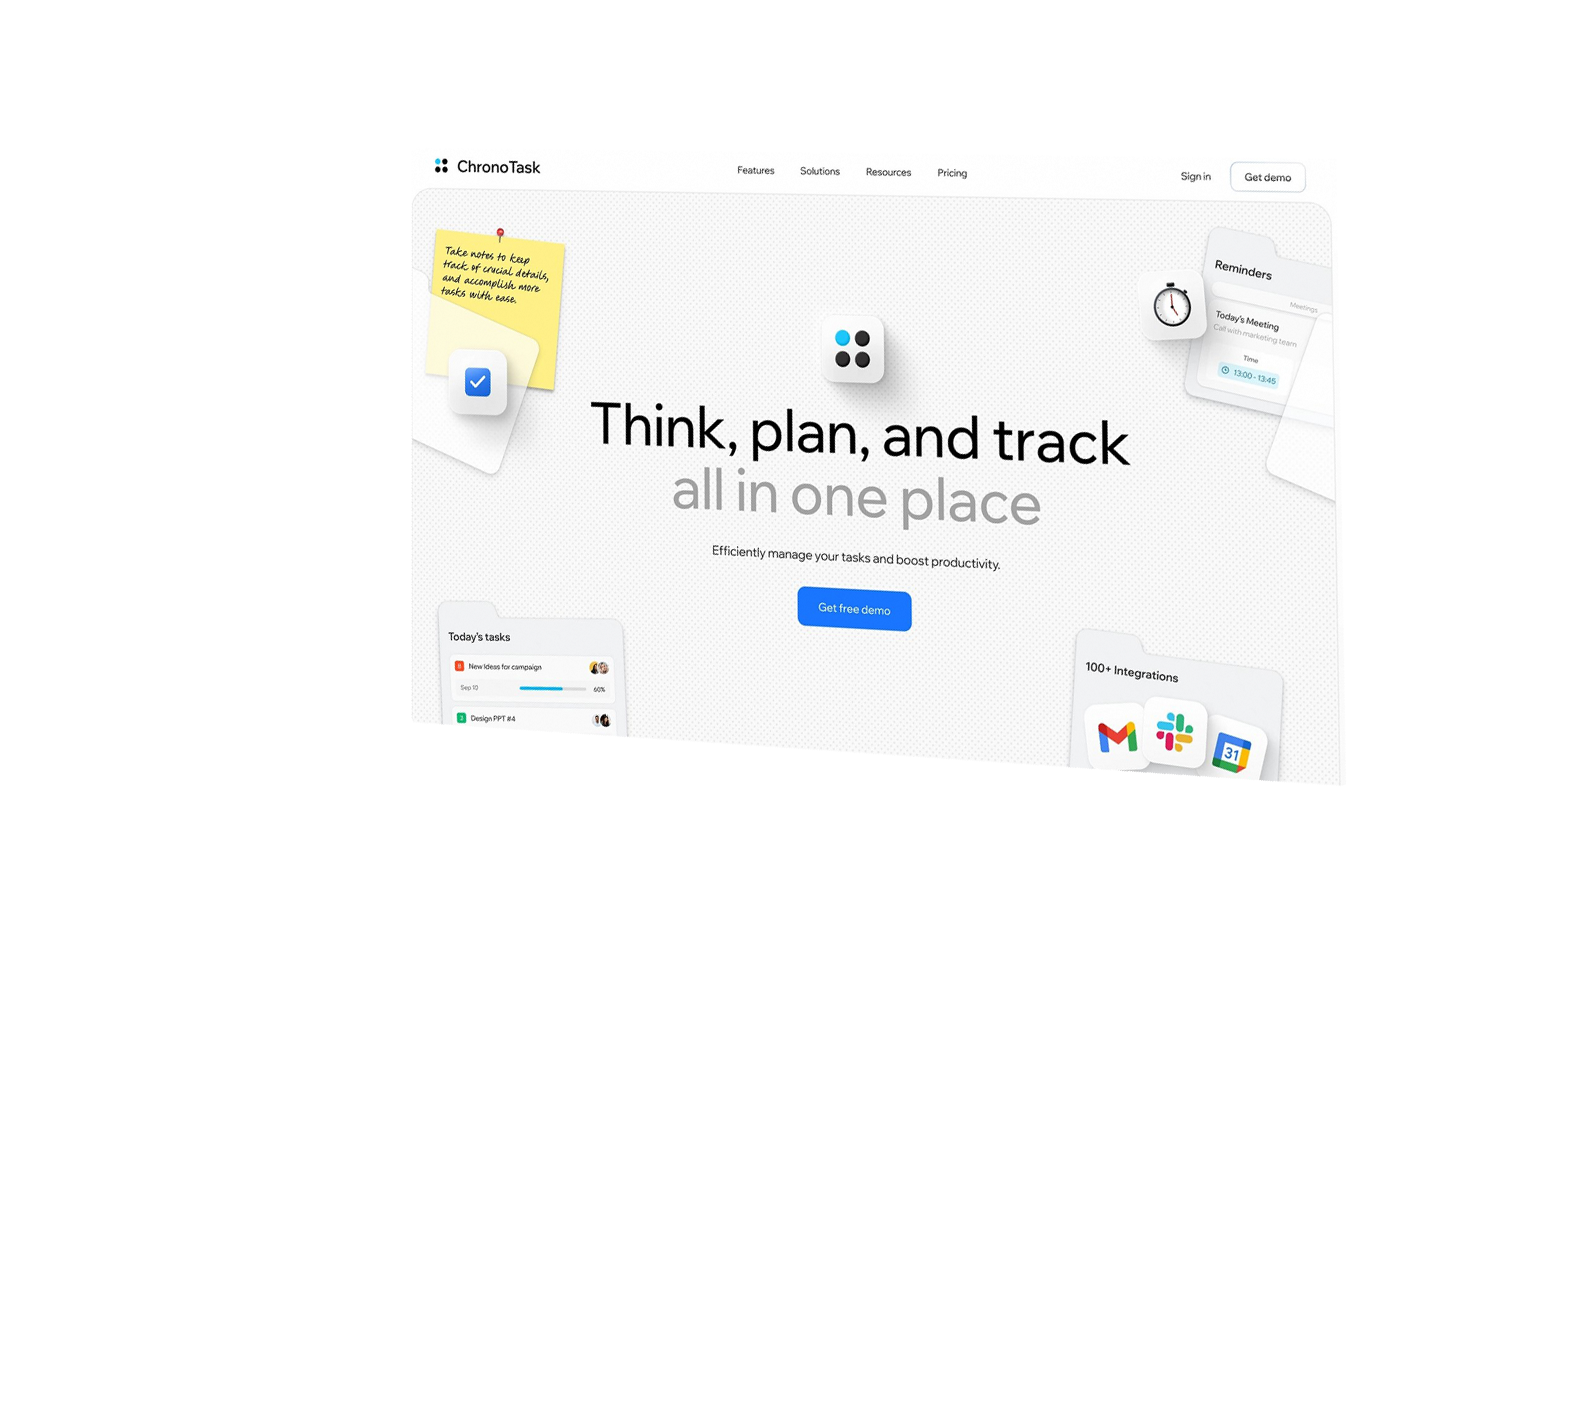 ChronoTask
Features
Solutions
Resources
Pricing
Sign in
Get demo
Take notes to keep
track of crucial details,
and accomplish more
tasks with ease.
Reminders
Meetings
Today's Meeting
Call with marketing team
Time
13:00 - 13:45
Think, plan, and track
all in one place
Efficiently manage your tasks and boost productivity.
Get free demo
Today's tasks
New Ideas for campaign
Sep 10
60%
Design PPT #4
100+ Integrations
31